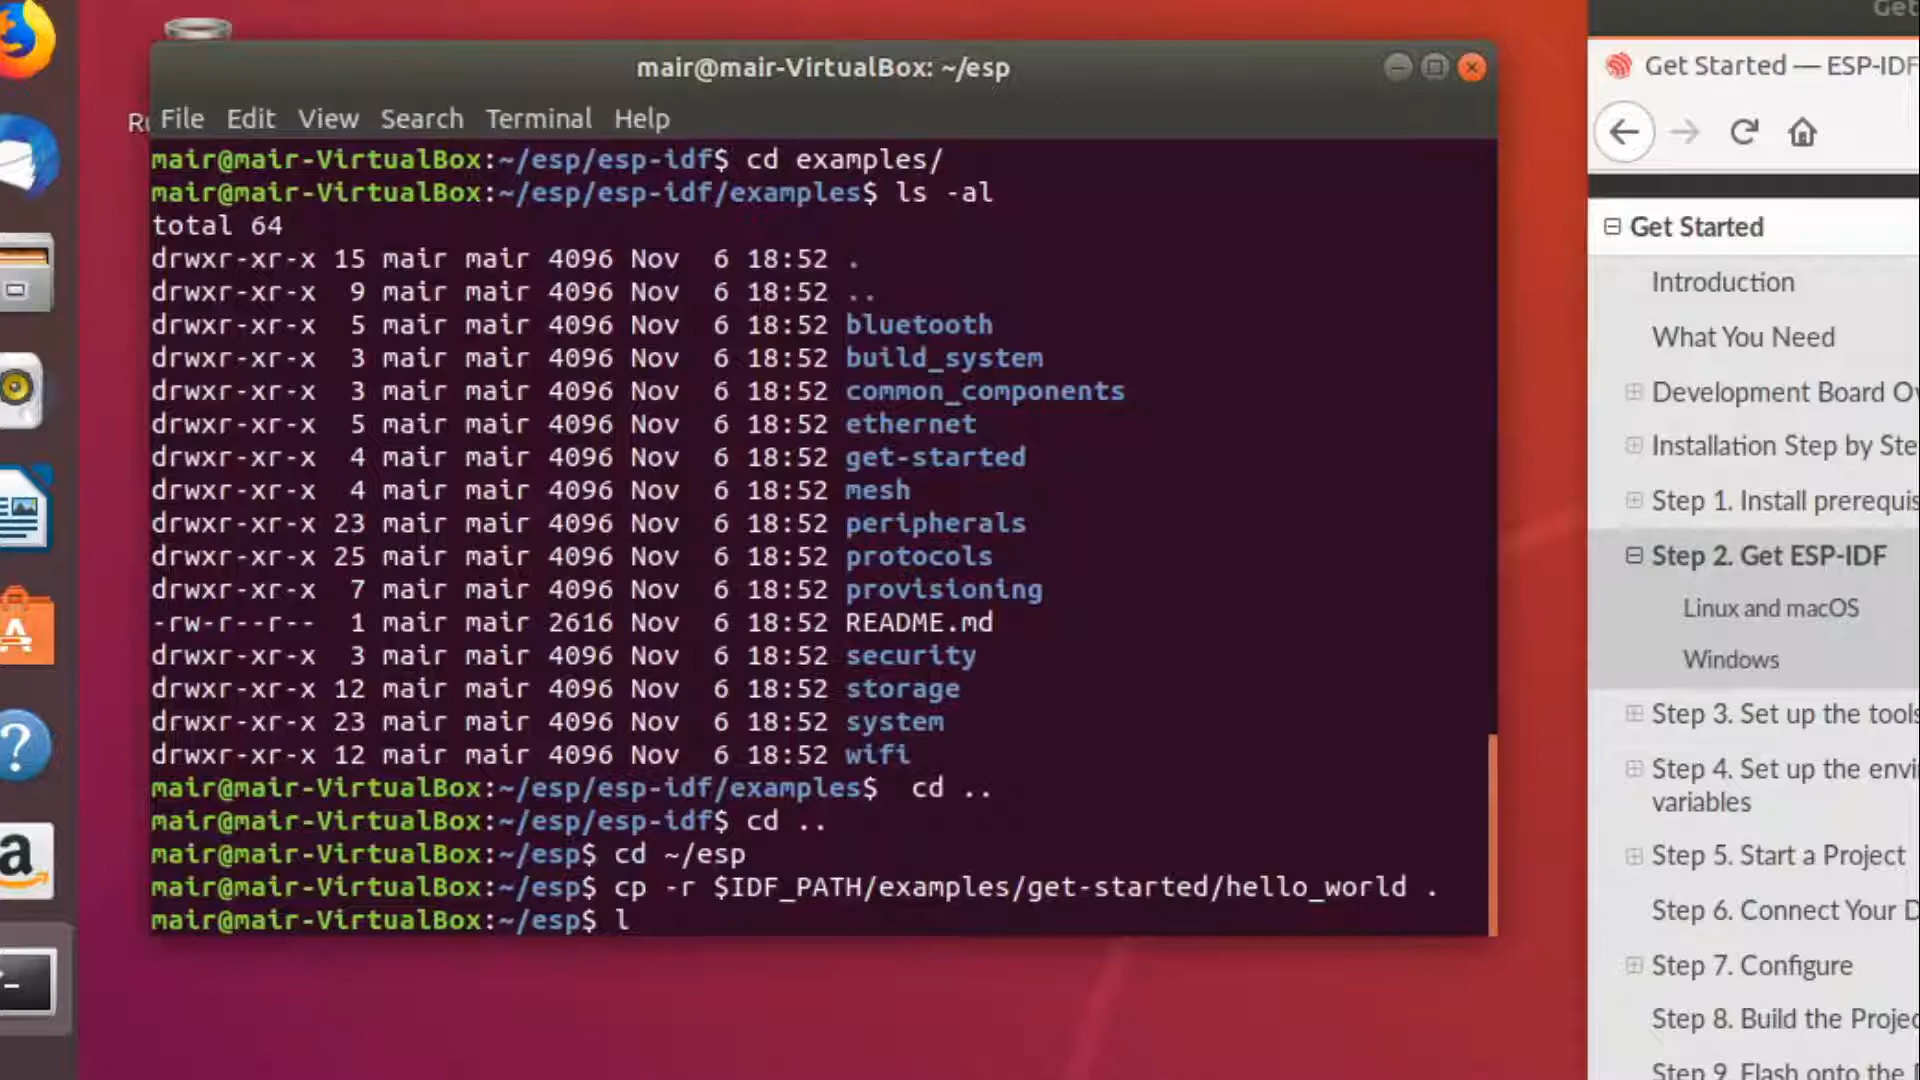 mair@mair-VirtualBox: ~/esp
File Edit View Search Terminal Help
mair@mair-VirtualBox:~/esp/esp-idf$ cd examples/
mair@mair-VirtualBox:~/esp/esp-idf/examples$ ls -al
total 64
drwxr-xr-x 15 mair mair 4096 Nov  6 18:52 .
drwxr-xr-x  9 mair mair 4096 Nov  6 18:52 ..
drwxr-xr-x  5 mair mair 4096 Nov  6 18:52 bluetooth
drwxr-xr-x  3 mair mair 4096 Nov  6 18:52 build_system
drwxr-xr-x  3 mair mair 4096 Nov  6 18:52 common_components
drwxr-xr-x  5 mair mair 4096 Nov  6 18:52 ethernet
drwxr-xr-x  4 mair mair 4096 Nov  6 18:52 get-started
drwxr-xr-x  4 mair mair 4096 Nov  6 18:52 mesh
drwxr-xr-x 23 mair mair 4096 Nov  6 18:52 peripherals
drwxr-xr-x 25 mair mair 4096 Nov  6 18:52 protocols
drwxr-xr-x  7 mair mair 4096 Nov  6 18:52 provisioning
-rw-r--r--  1 mair mair 2616 Nov  6 18:52 README.md
drwxr-xr-x  3 mair mair 4096 Nov  6 18:52 security
drwxr-xr-x 12 mair mair 4096 Nov  6 18:52 storage
drwxr-xr-x 23 mair mair 4096 Nov  6 18:52 system
drwxr-xr-x 12 mair mair 4096 Nov  6 18:52 wifi
mair@mair-VirtualBox:~/esp/esp-idf/examples$  cd ..
mair@mair-VirtualBox:~/esp/esp-idf$ cd ..
mair@mair-VirtualBox:~/esp$ cd ~/esp
mair@mair-VirtualBox:~/esp$ cp -r $IDF_PATH/examples/get-started/hello_world .
mair@mair-VirtualBox:~/esp$ l
Get
Get Started — ESP-IDF
Get Started
Introduction
What You Need
Development Board
Installation Step by
Step 1. Install
Step 2. Get ESP-IDF
Linux and macOS
Windows
Step 3. Set up the tools
Step 4. Set up the
variables
Step 5. Start a Project
Step 6. Connect Your
Step 7. Configure
Step 8. Build the
Step 9. Flash onto the